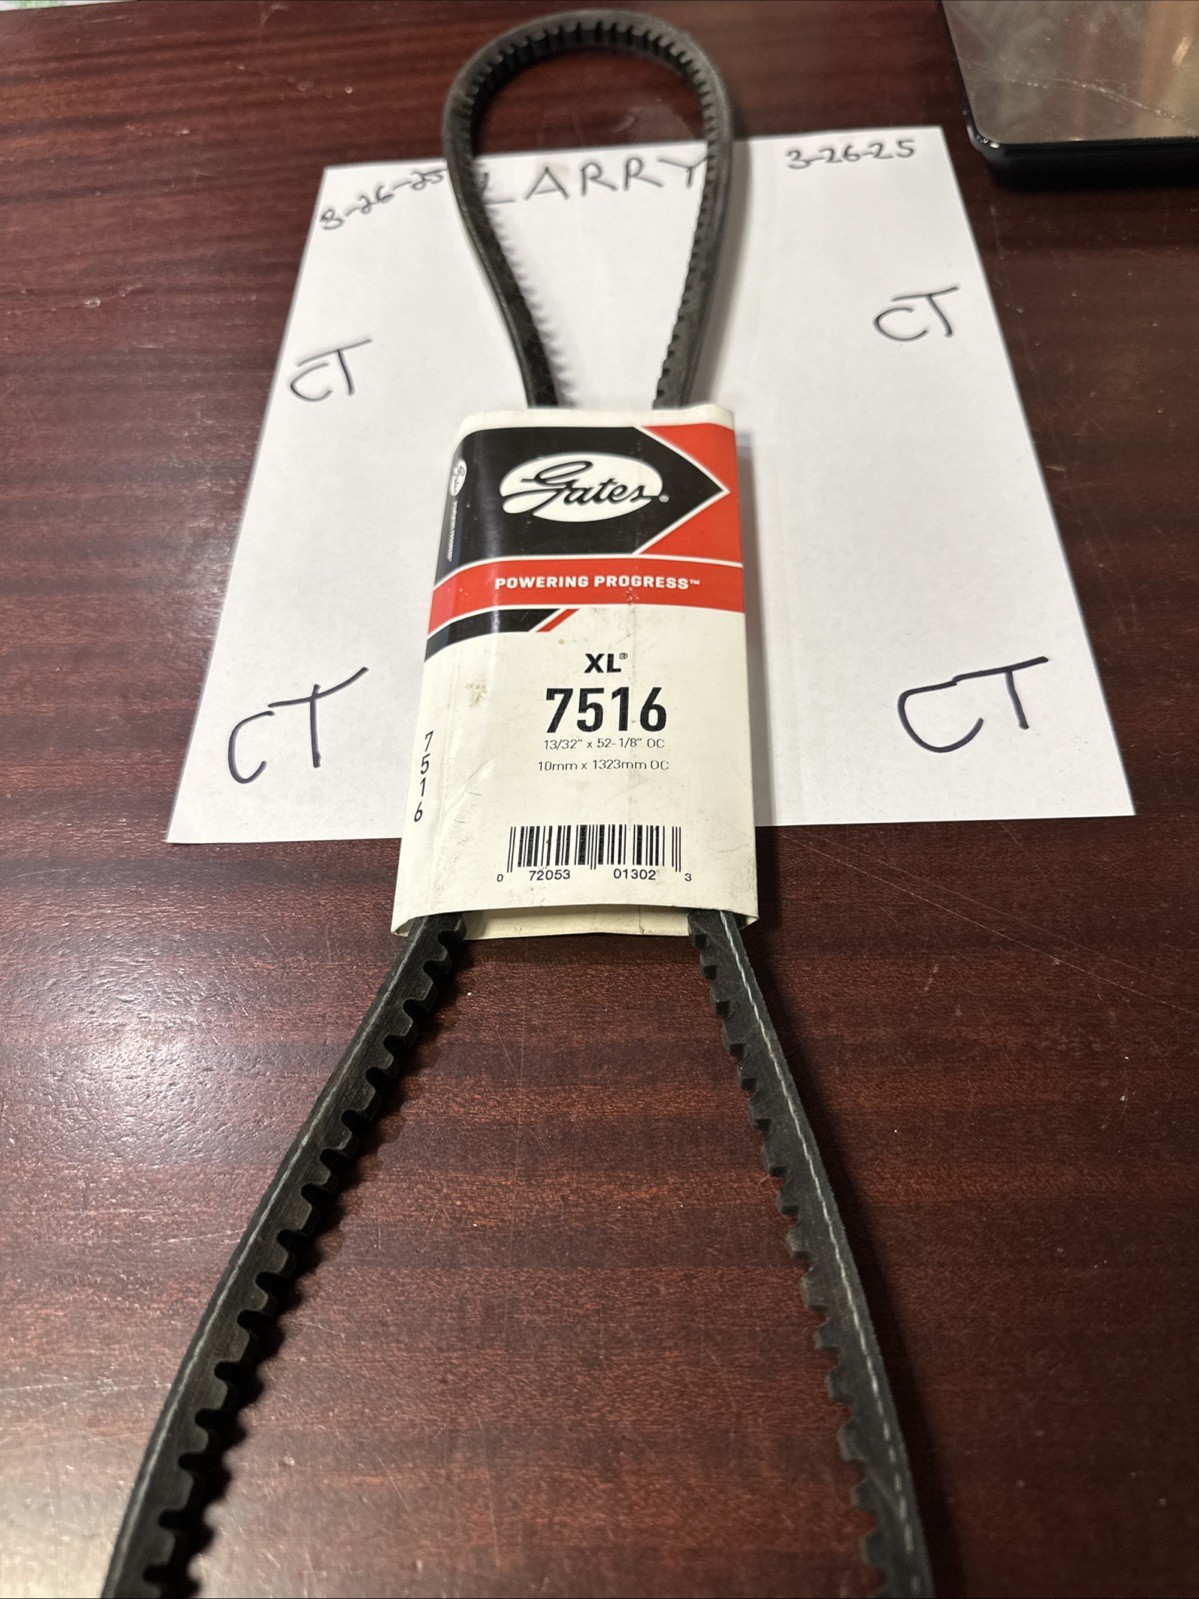 3-26-25
LARRY
3-26-25
CT
CT
Gates®
POWERING PROGRESS™
XL®
7516
13/32" x 52-1/8" OC
10mm x 1323mm OC
7516
CT
CT
0 72053 01302 3